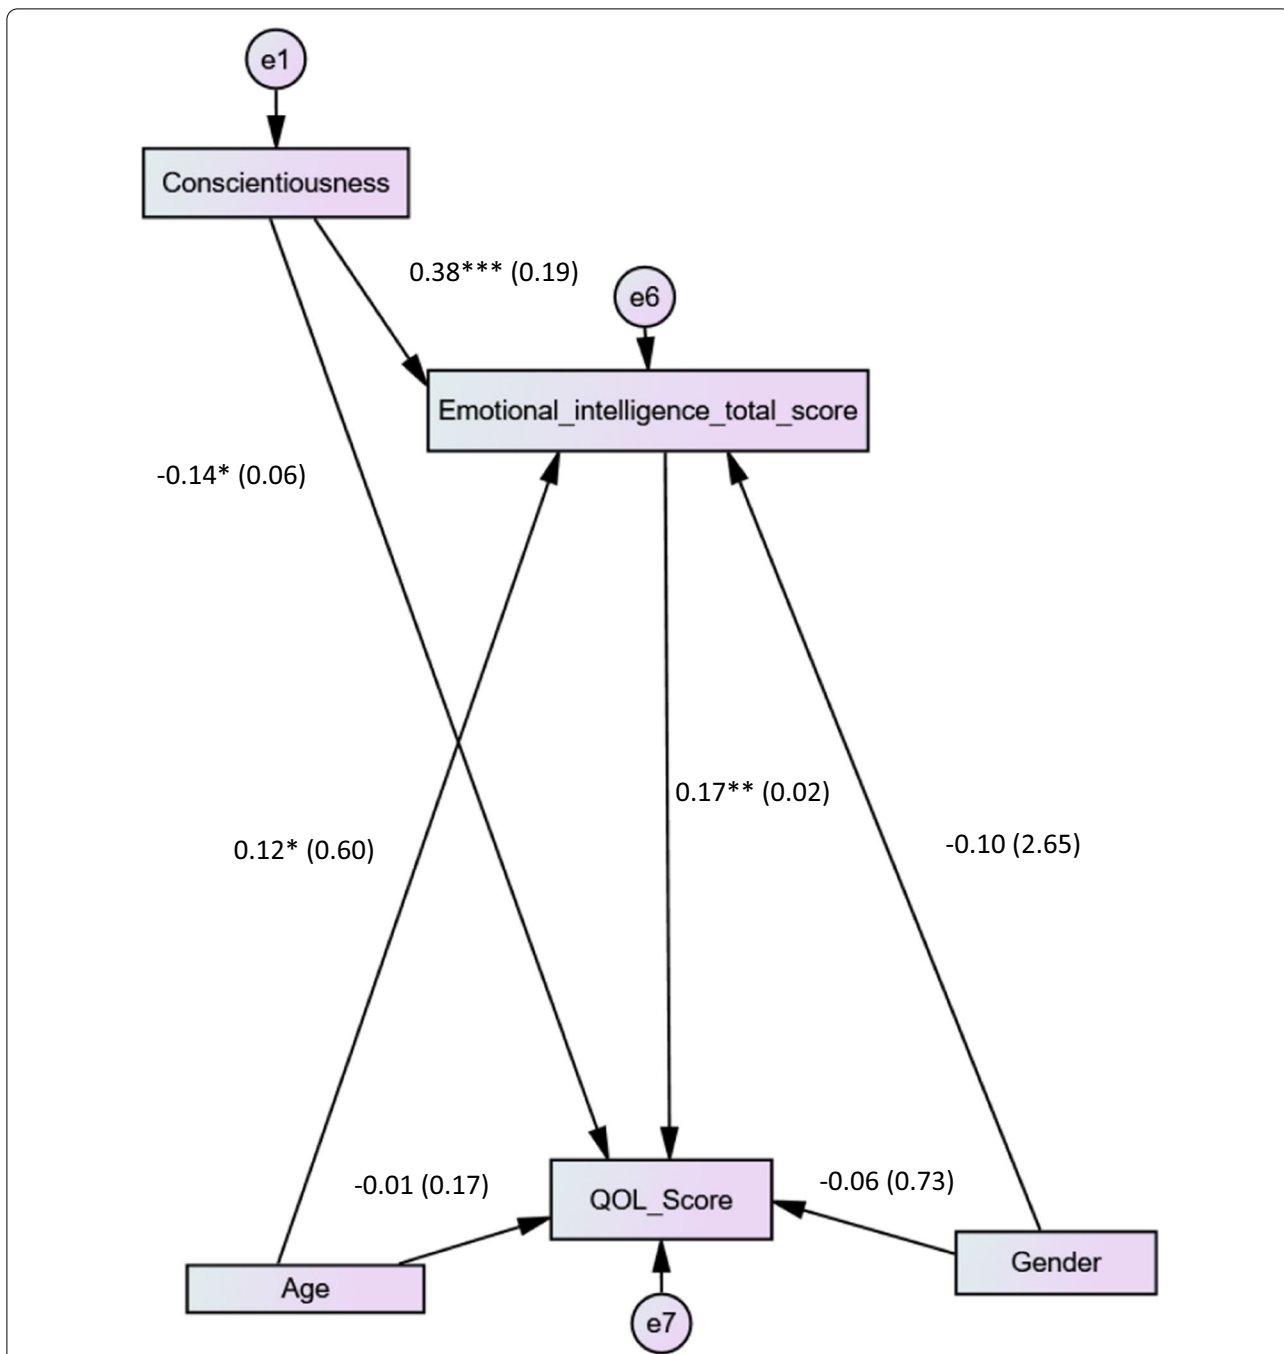 e1
Conscientiousness
0.38*** (0.19)
e6
Emotional_intelligence_total_score
-0.14* (0.06)
0.17** (0.02)
0.12* (0.60)
-0.10 (2.65)
-0.01 (0.17)
-0.06 (0.73)
QOL_Score
Gender
Age
e7